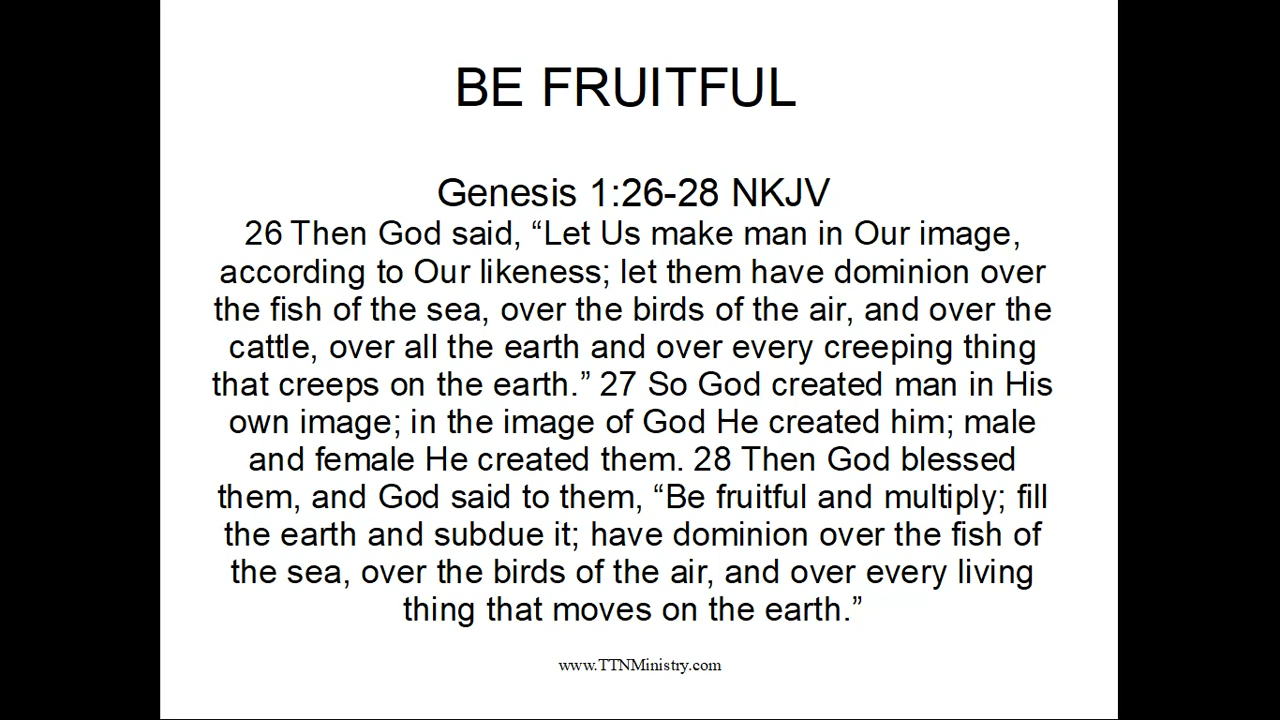 BE FRUITFUL
Genesis 1:26-28 NKJV
26 Then God said, “Let Us make man in Our image,
according to Our likeness; let them have dominion over
the fish of the sea, over the birds of the air, and over the
cattle, over all the earth and over every creeping thing
that creeps on the earth.” 27 So God created man in His
own image; in the image of God He created him; male
and female He created them. 28 Then God blessed
them, and God said to them, “Be fruitful and multiply; fill
the earth and subdue it; have dominion over the fish of
the sea, over the birds of the air, and over every living
thing that moves on the earth.”
www.TTNMinistry.com